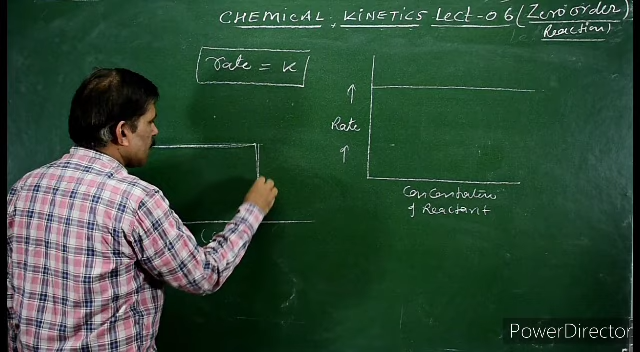 CHEMICAL KINETICS Lect-06 (Zero order
Reaction)
rate = K
Rate
Concentration
of Reactant
PowerDirector